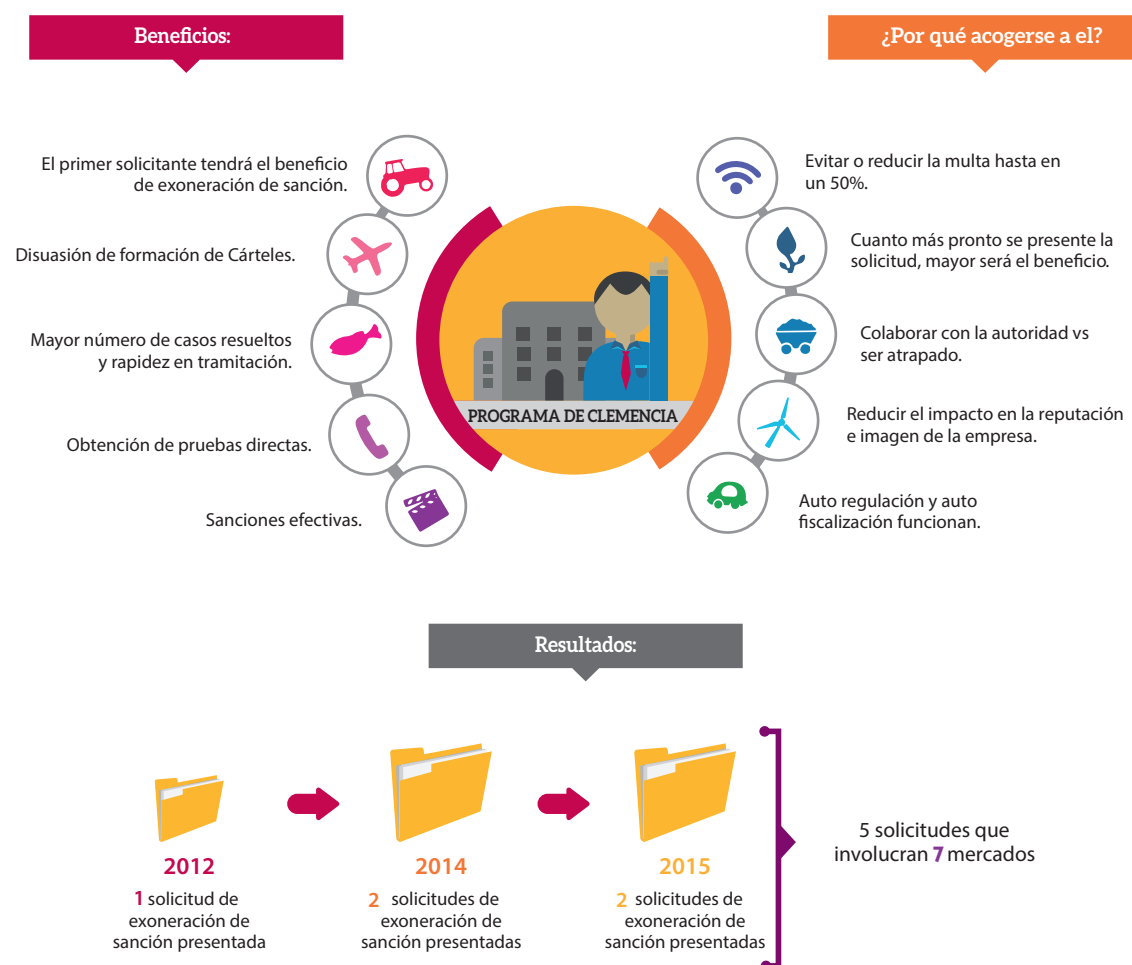 Beneficios:
El primer solicitante tendrá el beneficio
de exoneración de sanción.
Disuasión de formación de Cárteles.
Mayor número de casos resueltos
y rapidez en tramitación.
Obtención de pruebas directas.
Sanciones efectivas.
PROGRAMA DE CLEMENCIA
¿Por qué acogerse a el?
Evitar o reducir la multa hasta en
un 50%.
Cuanto más pronto se presente la
solicitud, mayor será el beneficio.
Colaborar con la autoridad vs
ser atrapado.
Reducir el impacto en la reputación
e imagen de la empresa.
Auto regulación y auto
fiscalización funcionan.
Resultados:
2012
1 solicitud de
exoneración de
sanción presentada
2014
2 solicitudes de
exoneración de
sanción presentadas
2015
2 solicitudes de
exoneración de
sanción presentadas
5 solicitudes que
involucran 7 mercados